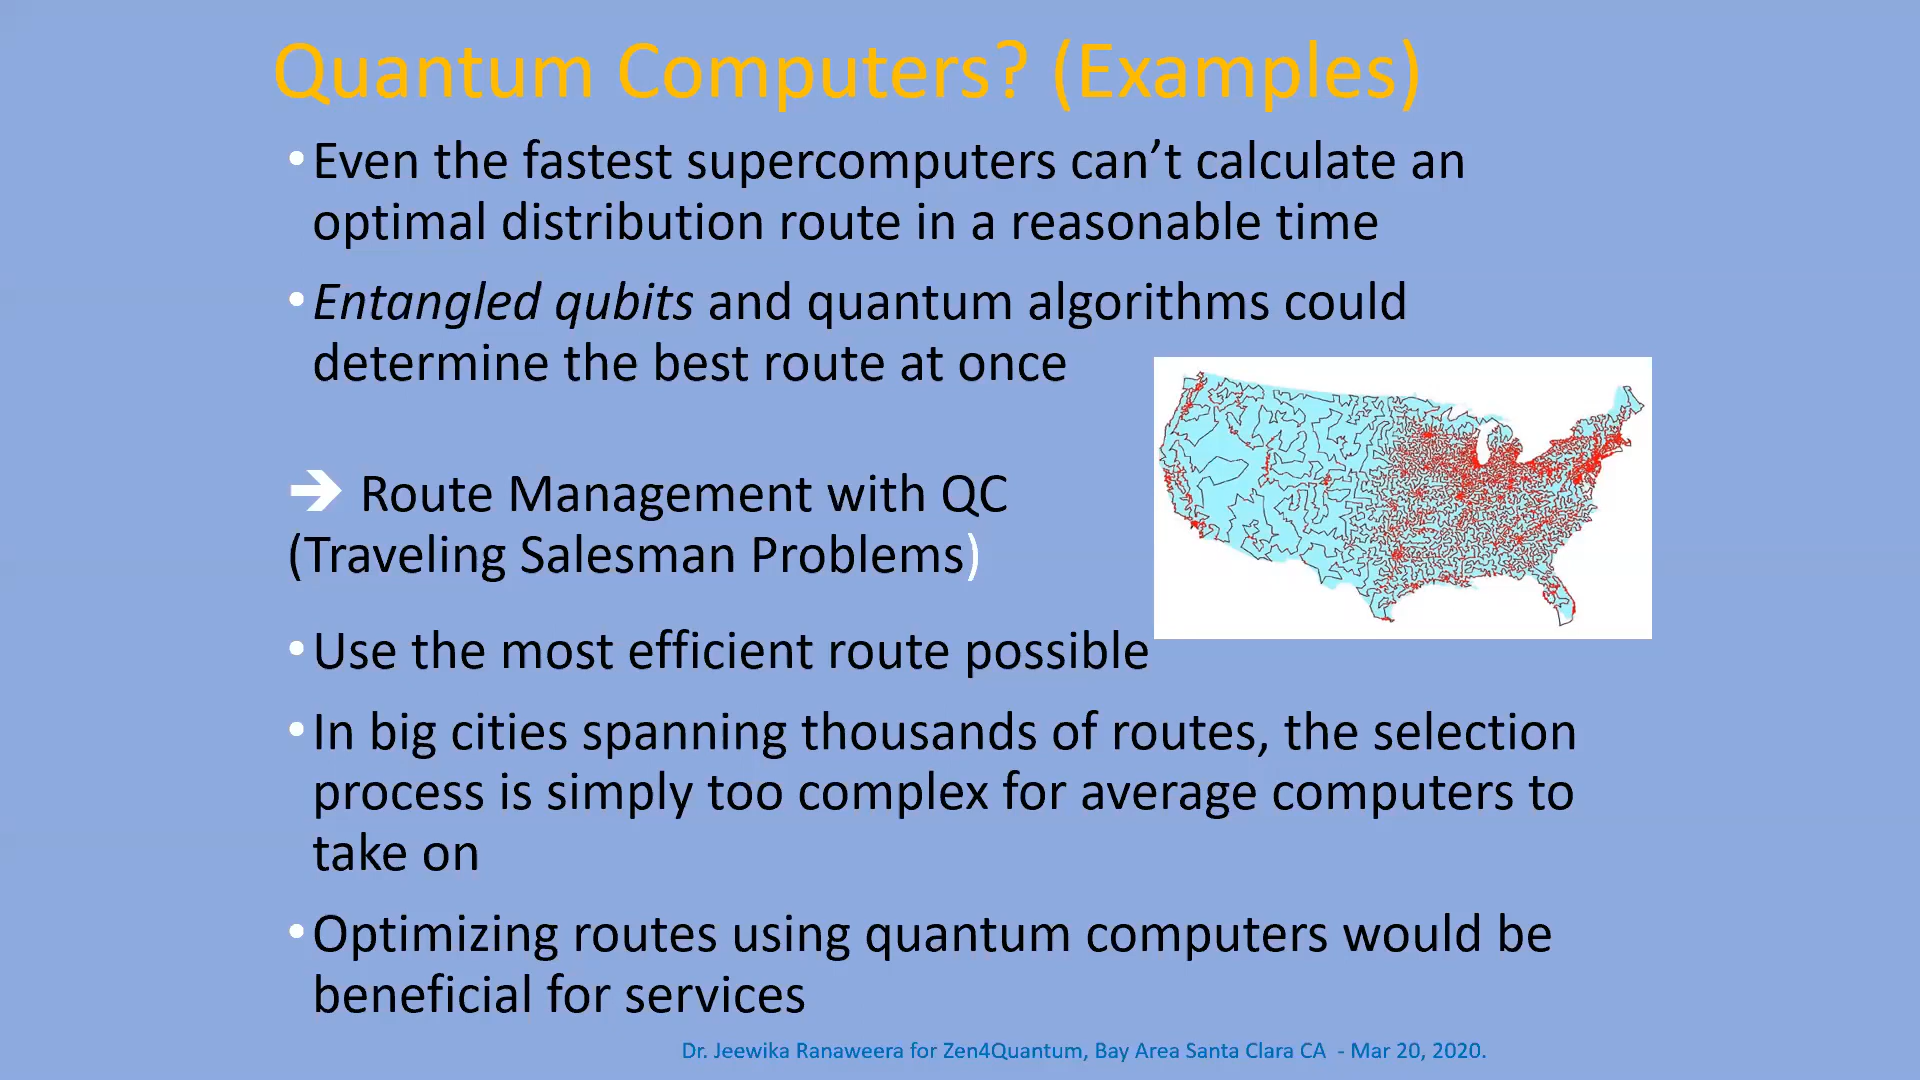 Quantum Computers? (Examples)
•Even the fastest supercomputers can’t calculate an
optimal distribution route in a reasonable time
•Entangled qubits and quantum algorithms could
determine the best route at once
➔ Route Management with QC
(Traveling Salesman Problems)
•Use the most efficient route possible
•In big cities spanning thousands of routes, the selection
process is simply too complex for average computers to
take on
•Optimizing routes using quantum computers would be
beneficial for services
Dr. Jeewika Ranaweera for Zen4Quantum, Bay Area Santa Clara CA - Mar 20, 2020.